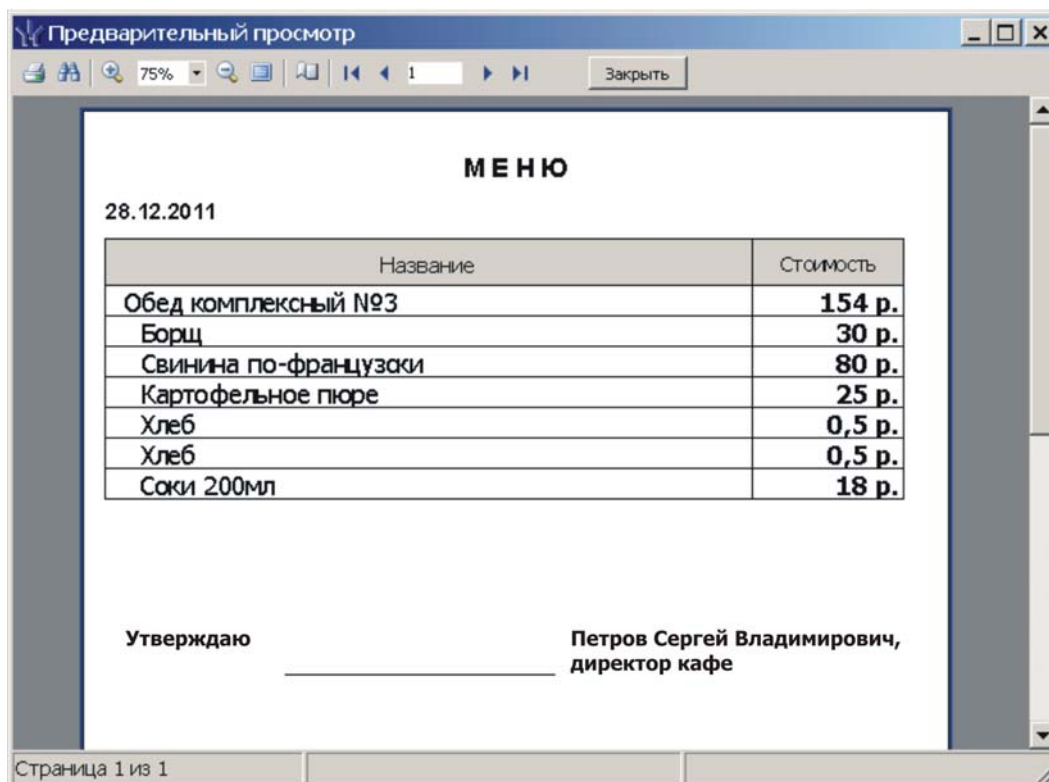 Предварительный просмотр
75% 1 Закрыть
МЕНЮ
28.12.2011
Название Стоимость
Обед комплексный №3 154 р.
Борщ 30 р.
Свинина по-французски 80 р.
Картофельное пюре 25 р.
Хлеб 0,5 р.
Хлеб 0,5 р.
Соки 200мл 18 р.
Утверждаю Петров Сергей Владимирович,
директор кафе
Страница 1 из 1